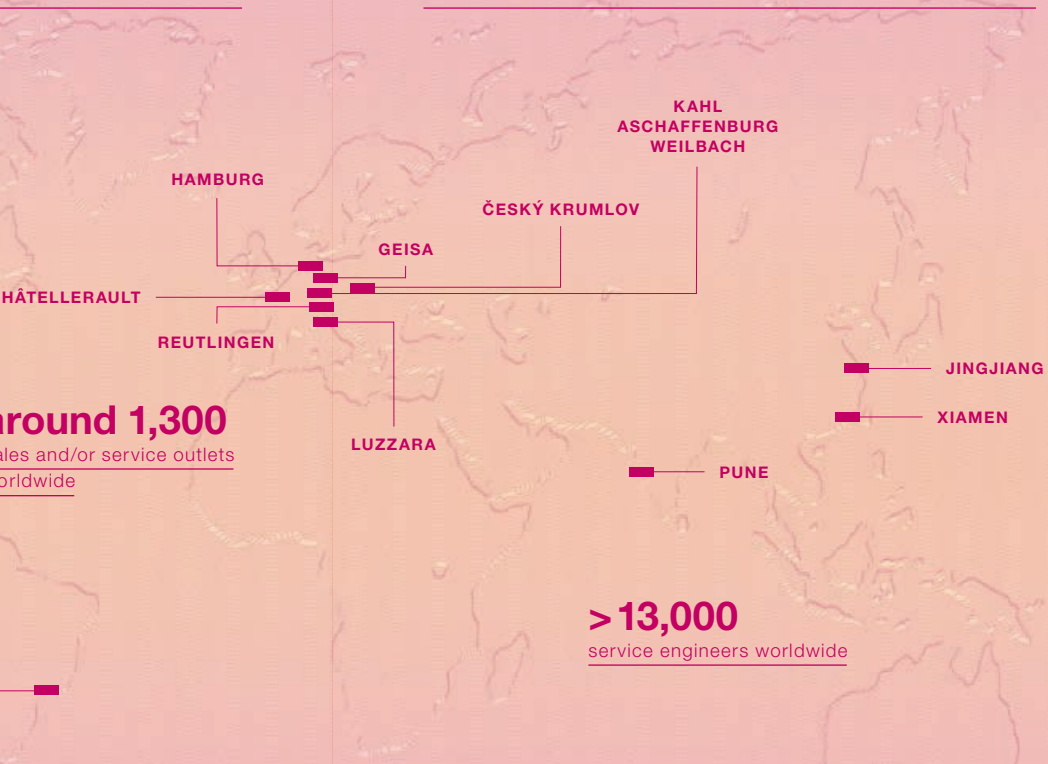 KAHL
ASCHAFFENBURG
WEILBACH
HAMBURG
ČESKÝ KRUMLOV
GEISA
HÂTELLERAULT
REUTLINGEN
JINGJIANG
around 1,300
ales and/or service outlets
orldwide
XIAMEN
LUZZARA
PUNE
> 13,000
service engineers worldwide